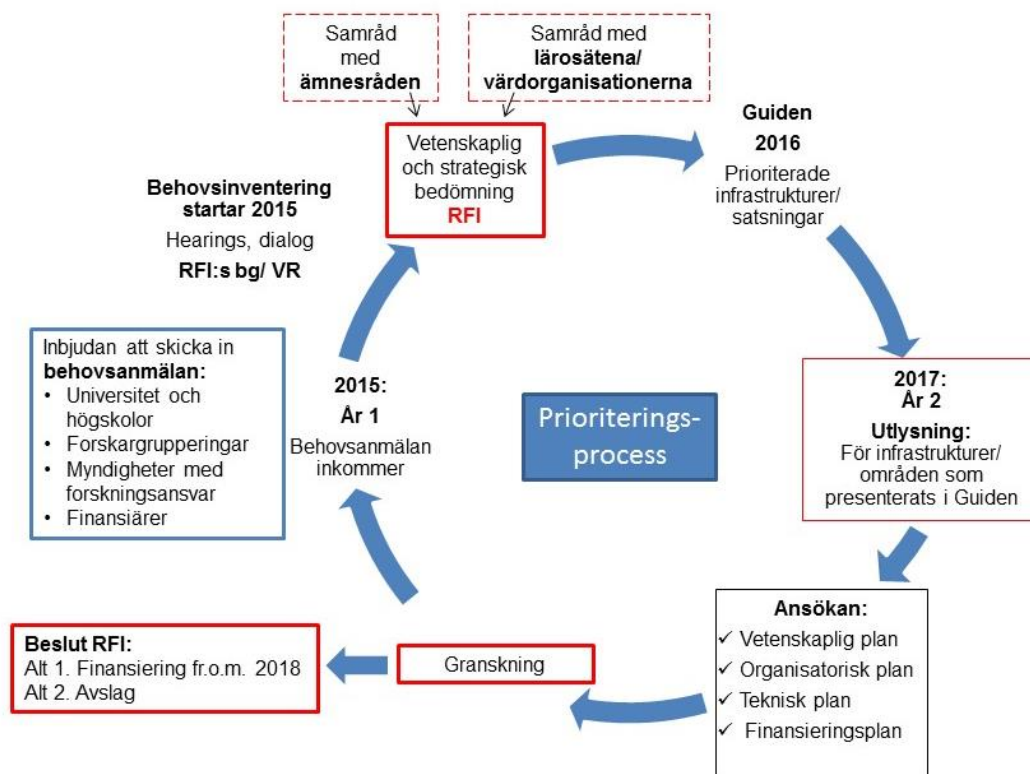 Samråd
med
ämnesråden
Samråd med
lärosätena/
värdorganisationerna
Vetenskaplig
och strategisk
bedömning
RFI
Guiden
2016
Prioriterade
infrastrukturer/
satsningar
Behovsinventering
startar 2015
Hearings, dialog
RFI:s bg/ VR
Inbjudan att skicka in
behovsanmälan:
• Universitet och
högskolor
• Forskargrupperingar
• Myndigheter med
forskningsansvar
• Finansiärer
2015:
År 1
Behovsanmälan
inkommer
Prioriterings-
process
2017:
År 2
Utlysning:
För infrastrukturer/
områden som
presenterats i Guiden
Ansökan:
✓ Vetenskaplig plan
✓ Organisatorisk plan
✓ Teknisk plan
✓ Finansieringsplan
Granskning
Beslut RFI:
Alt 1. Finansiering fr.o.m. 2018
Alt 2. Avslag